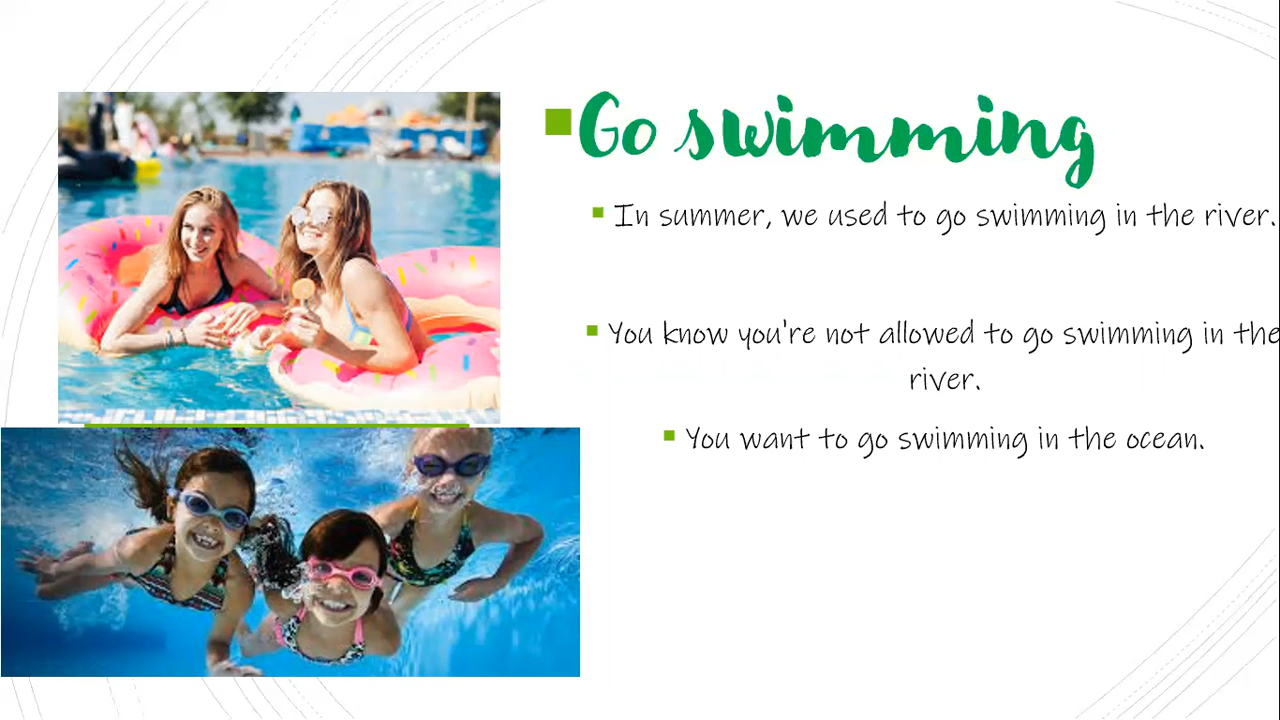 Go swimming
In summer, we used to go swimming in the river.
You know you're not allowed to go swimming in the
river.
You want to go swimming in the ocean.